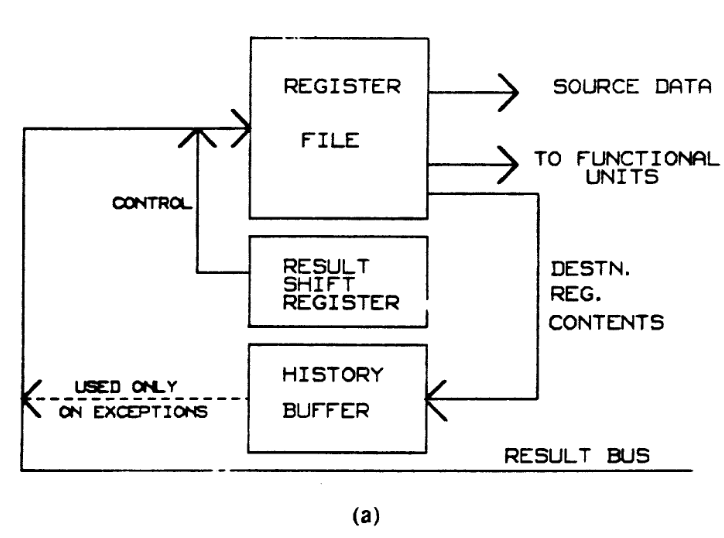 REGISTER
FILE
SOURCE DATA
TO FUNCTIONAL
UNITS
CONTROL
RESULT
SHIFT
REGISTER
DESTN.
REG.
CONTENTS
HISTORY
BUFFER
USED ONLY
ON EXCEPTIONS
RESULT BUS
(a)